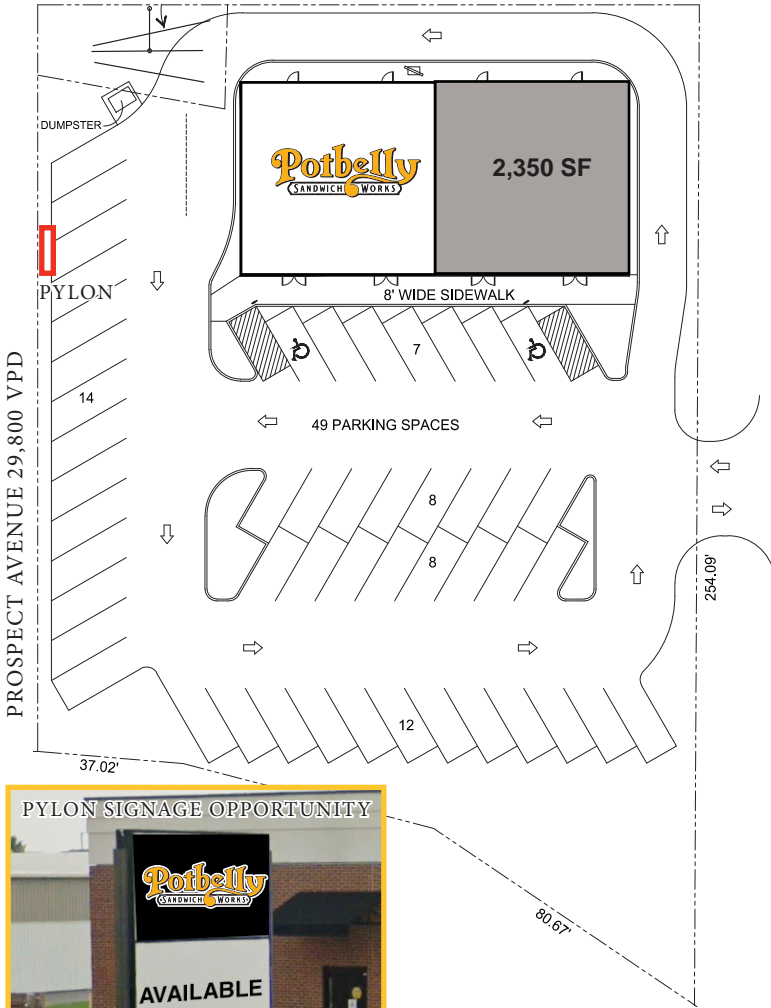 DUMPSTER
Potbelly
SANDWICH WORKS
2,350 SF
PYLON
8' WIDE SIDEWALK
7
14
49 PARKING SPACES
PROSPECT AVENUE 29,800 VPD
8
8
254.09'
12
37.02'
80.67'
PYLON SIGNAGE OPPORTUNITY
Potbelly
SANDWICH WORKS
AVAILABLE